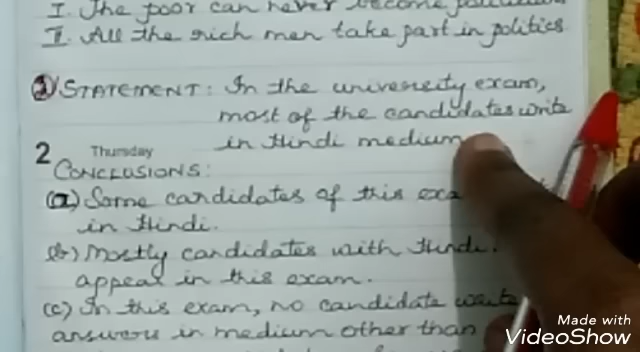 I. The poor can never become
II. All the rich men take part in politics
② STATEMENT: In the university exam,
most of the candidates write
in Hindi medium
2 Thursday
CONCLUSIONS:
(a) Some candidates of this
in Hindi.
(b) Mostly candidates with
appear in this exam.
(c) In this exam, no candidate write
answers in medium other than
Made with
VideoShow